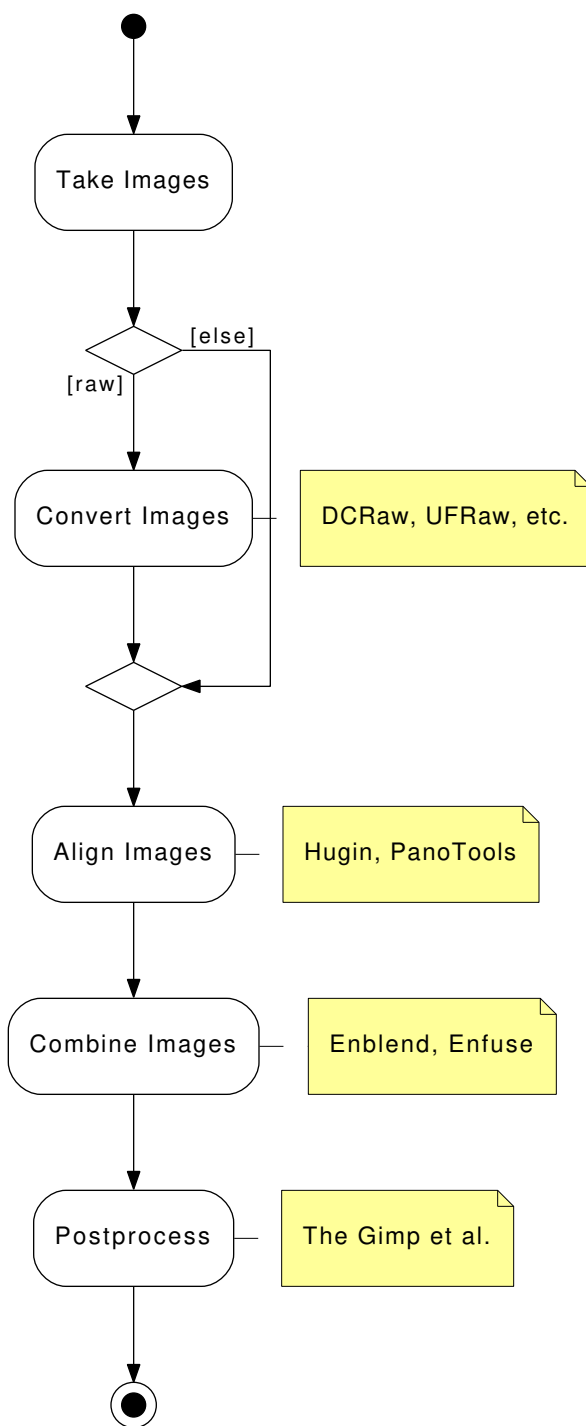 Take Images
[else]
[raw]
Convert Images
DCRaw, UFRaw, etc.
Align Images
Hugin, PanoTools
Combine Images
Enblend, Enfuse
Postprocess
The Gimp et al.